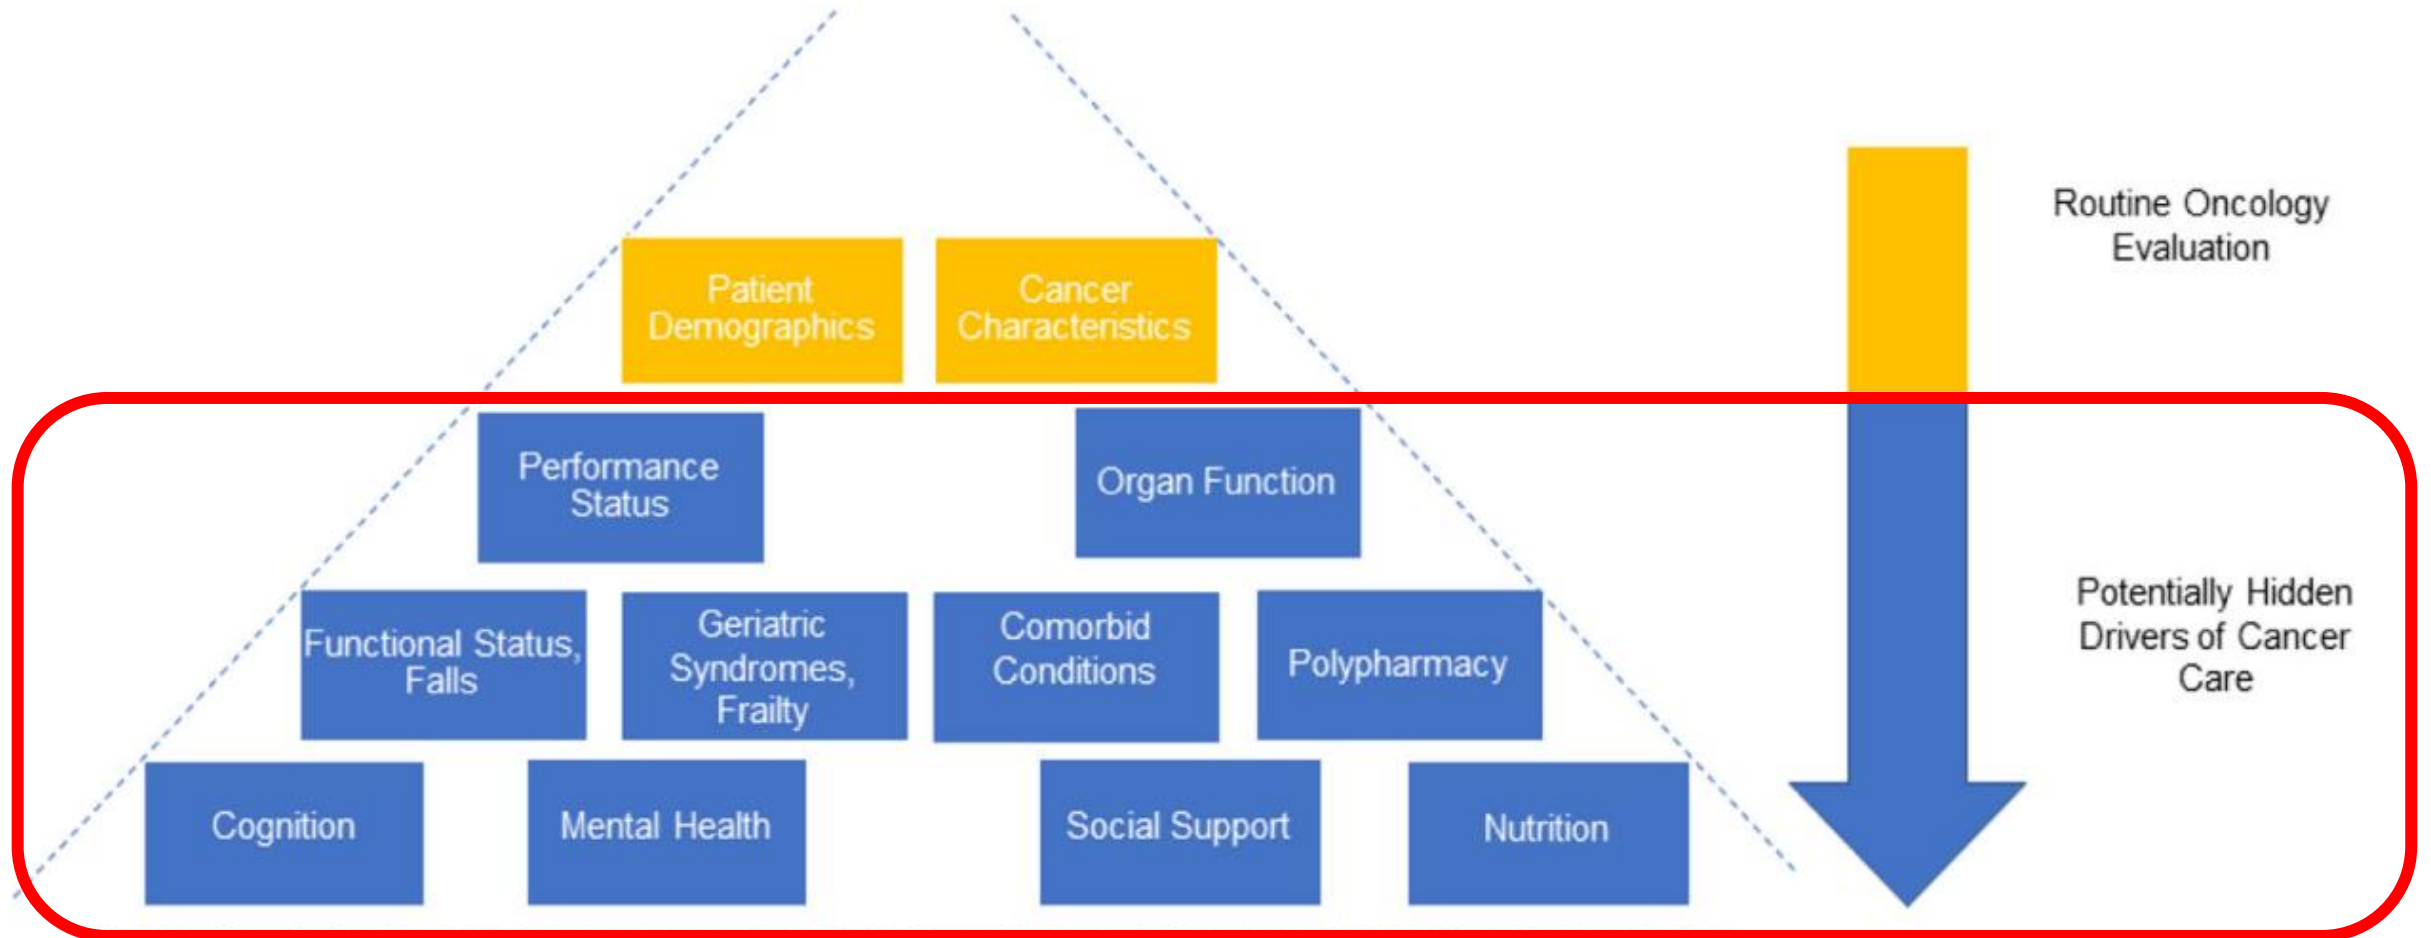 Patient
Demographics
Cancer
Characteristics
Routine Oncology
Evaluation
Performance
Status
Organ Function
Functional Status,
Falls
Geriatric
Syndromes,
Frailty
Comorbid
Conditions
Polypharmacy
Potentially Hidden
Drivers of Cancer
Care
Cognition
Mental Health
Social Support
Nutrition